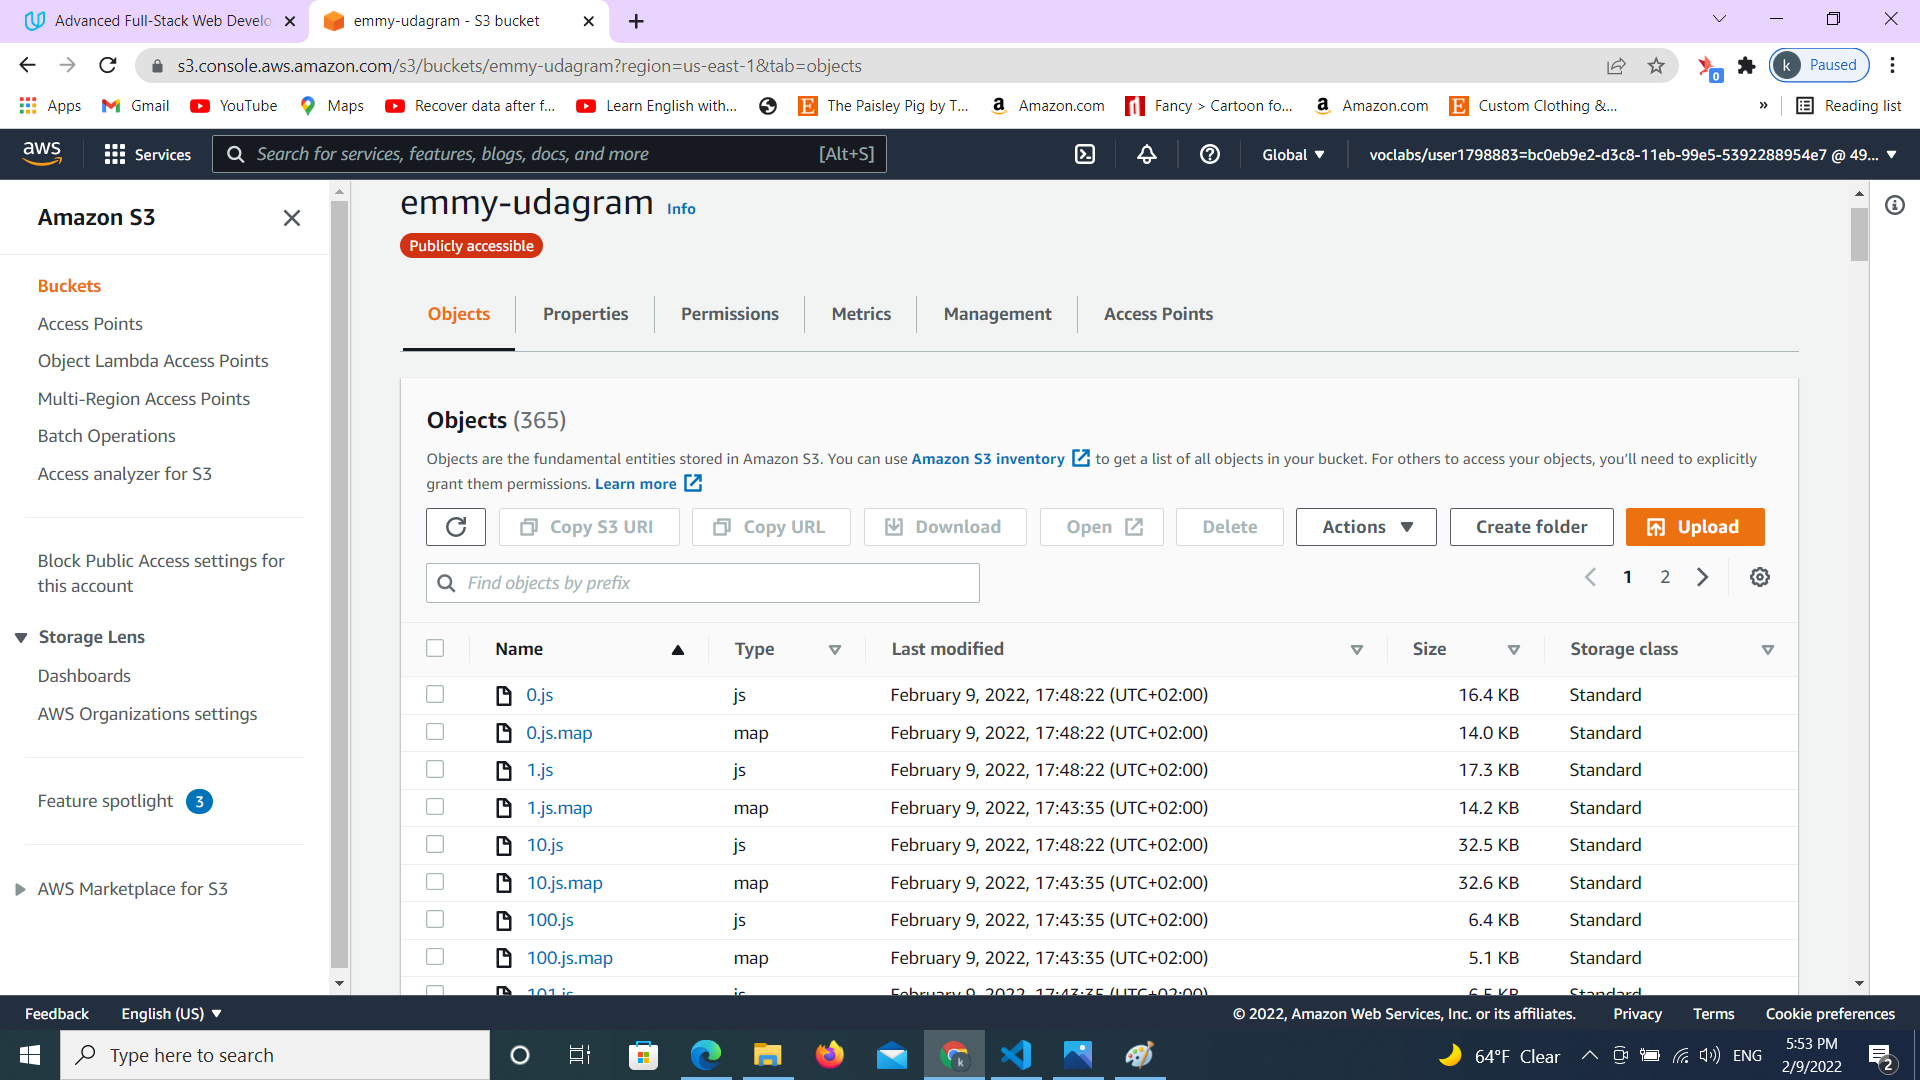 Advanced Full-Stack Web Develo
emmy-udagram - S3 bucket
s3.console.aws.amazon.com/s3/buckets/emmy-udagram?region=us-east-1&tab=objects
0
k Paused
Apps
Gmail
YouTube
Maps
Recover data after f...
Learn English with...
The Paisley Pig by T...
Amazon.com
Fancy > Cartoon fo...
Amazon.com
Custom Clothing &...
»
Reading list
aws
Services
Search for services, features, blogs, docs, and more
[Alt+S]
Global
voclabs/user1798883=bc0eb9e2-d3c8-11eb-99e5-5392288954e7 @ 49...
Amazon S3
Buckets
Access Points
Object Lambda Access Points
Multi-Region Access Points
Batch Operations
Access analyzer for S3
Block Public Access settings for
this account
Storage Lens
Dashboards
AWS Organizations settings
Feature spotlight 3
AWS Marketplace for S3
emmy-udagram Info
Publicly accessible
Objects
Properties
Permissions
Metrics
Management
Access Points
Objects (365)
Objects are the fundamental entities stored in Amazon S3. You can use Amazon S3 inventory to get a list of all objects in your bucket. For others to access your objects, you'll need to explicitly
grant them permissions. Learn more
Copy S3 URI
Copy URL
Download
Open
Delete
Actions
Create folder
Upload
Find objects by prefix
1 2
Name Type Last modified Size Storage class
0.js js February 9, 2022, 17:48:22 (UTC+02:00) 16.4 KB Standard
0.js.map map February 9, 2022, 17:48:22 (UTC+02:00) 14.0 KB Standard
1.js js February 9, 2022, 17:48:22 (UTC+02:00) 17.3 KB Standard
1.js.map map February 9, 2022, 17:43:35 (UTC+02:00) 14.2 KB Standard
10.js js February 9, 2022, 17:48:22 (UTC+02:00) 32.5 KB Standard
10.js.map map February 9, 2022, 17:43:35 (UTC+02:00) 32.6 KB Standard
100.js js February 9, 2022, 17:43:35 (UTC+02:00) 6.4 KB Standard
100.js.map map February 9, 2022, 17:43:35 (UTC+02:00) 5.1 KB Standard
101.js js February 9, 2022, 17:43:35 (UTC+02:00) 6.5 KB Standard
Feedback
English (US)
© 2022, Amazon Web Services, Inc. or its affiliates.
Privacy
Terms
Cookie preferences
Type here to search
k
64°F Clear
ENG
5:53 PM
2/9/2022
2